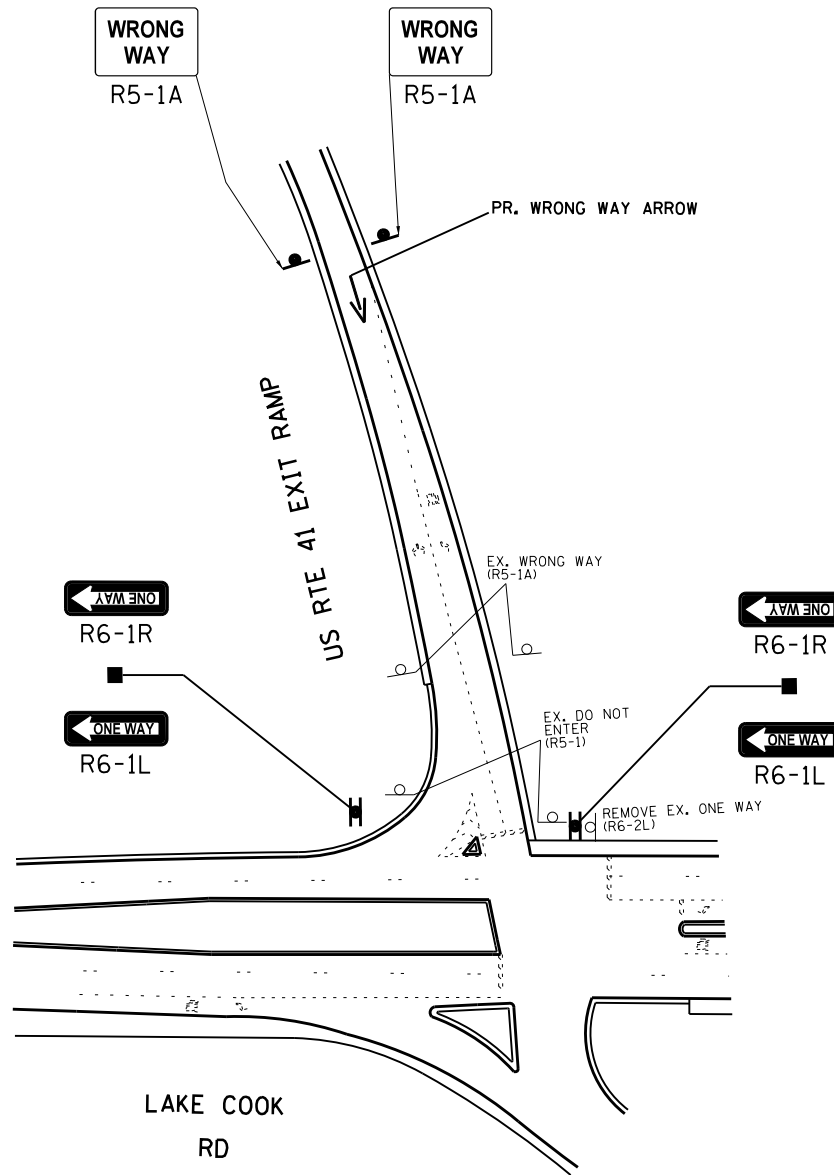 WRONG
WAY
R5-1A
WRONG
WAY
R5-1A
PR. WRONG WAY ARROW
US RTE 41 EXIT RAMP
EX. WRONG WAY
(R5-1A)
ONE WAY
R6-1R
ONE WAY
R6-1L
ONE WAY
R6-1R
ONE WAY
R6-1L
EX. DO NOT
ENTER
(R5-1)
REMOVE EX. ONE WAY
(R6-2L)
LAKE COOK
RD